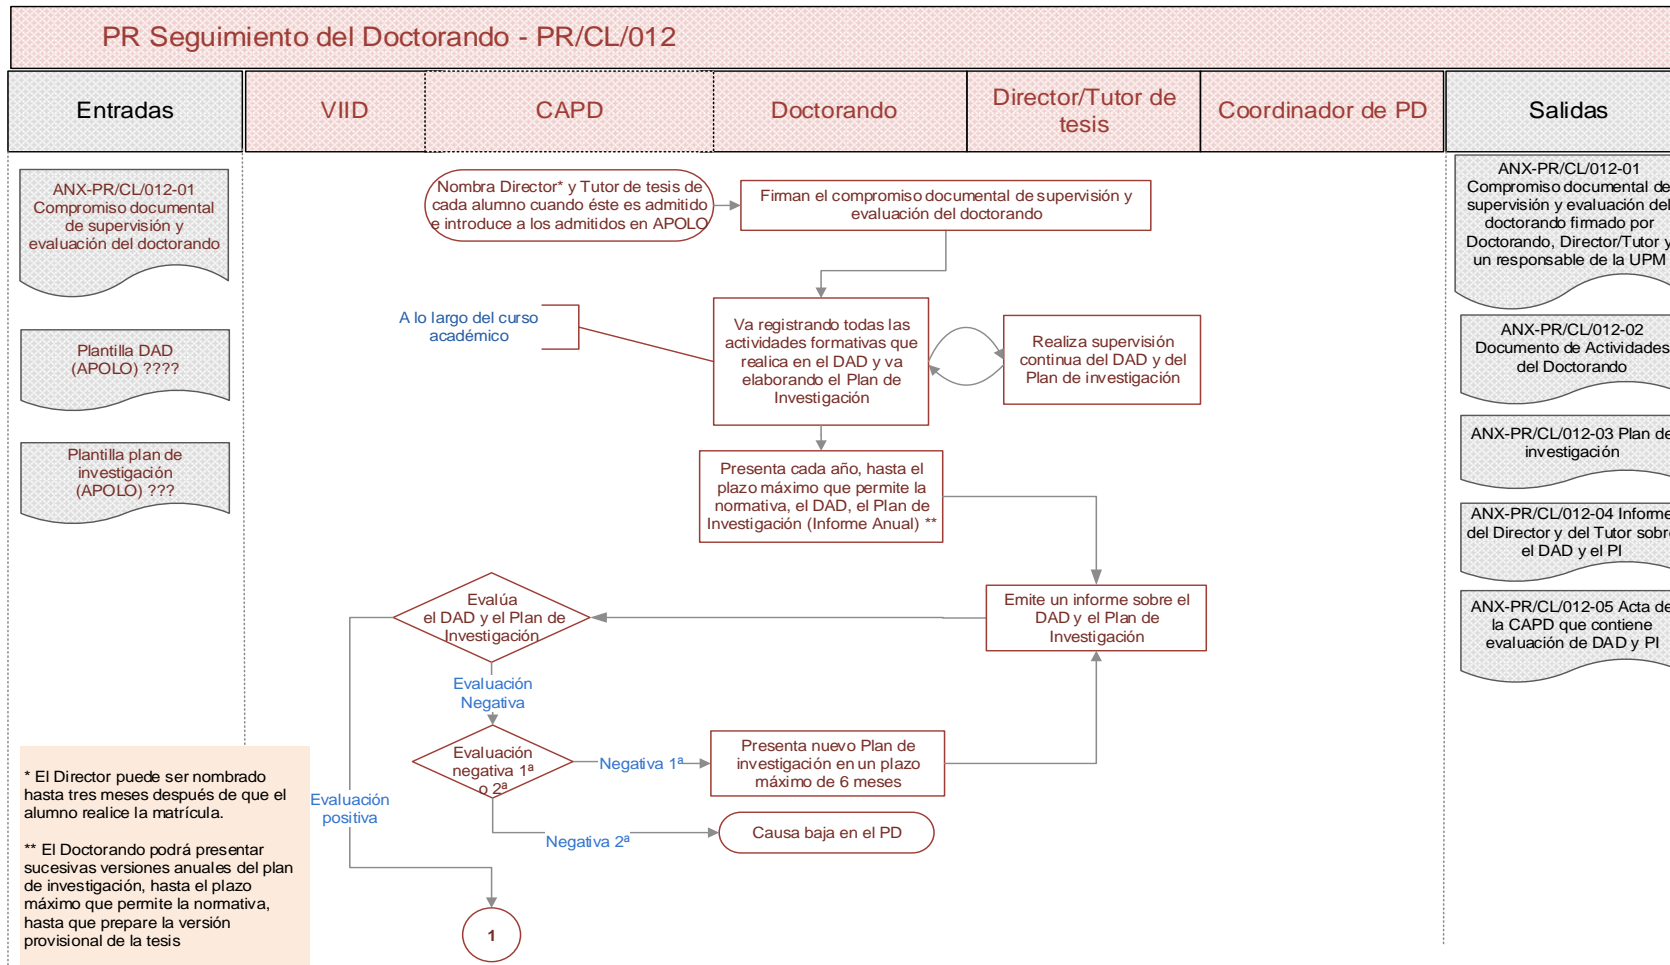 PR Seguimiento del Doctorando - PR/CL/012
Entradas
VIID
CAPD
Doctorando
Director/Tutor de
tesis
Coordinador de PD
Salidas
ANX-PR/CL/012-01
Compromiso documental
de supervisión y
evaluación del doctorando
Plantilla DAD
(APOLO) ????
Plantilla plan de
investigación
(APOLO) ???
Nombra Director* y Tutor de tesis de
cada alumno cuando éste es admitido
e introduce a los admitidos en APOLO
Firman el compromiso documental de supervisión y
evaluación del doctorando
A lo largo del curso
académico
Va registrando todas las
actividades formativas que
realica en el DAD y va
elaborando el Plan de
Investigación
Realiza supervisión
continua del DAD y del
Plan de investigación
Presenta cada año, hasta el
plazo máximo que permite la
normativa, el DAD, el Plan de
Investigación (Informe Anual) **
Evalúa
el DAD y el Plan de
Investigación
Emite un informe sobre el
DAD y el Plan de
Investigación
Evaluación
Negativa
Evaluación
negativa 1ª
o 2ª
Negativa 1ª
Presenta nuevo Plan de
investigación en un plazo
máximo de 6 meses
Evaluación
positiva
Negativa 2ª
Causa baja en el PD
1
* El Director puede ser nombrado
hasta tres meses después de que el
alumno realice la matrícula.
** El Doctorando podrá presentar
sucesivas versiones anuales del plan
de investigación, hasta el plazo
máximo que permite la normativa,
hasta que prepare la versión
provisional de la tesis
ANX-PR/CL/012-01
Compromiso documental de
supervisión y evaluación del
doctorando firmado por
Doctorando, Director/Tutor y
un responsable de la UPM
ANX-PR/CL/012-02
Documento de Actividades
del Doctorando
ANX-PR/CL/012-03 Plan de
investigación
ANX-PR/CL/012-04 Informe
del Director y del Tutor sobre
el DAD y el PI
ANX-PR/CL/012-05 Acta de
la CAPD que contiene
evaluación de DAD y PI